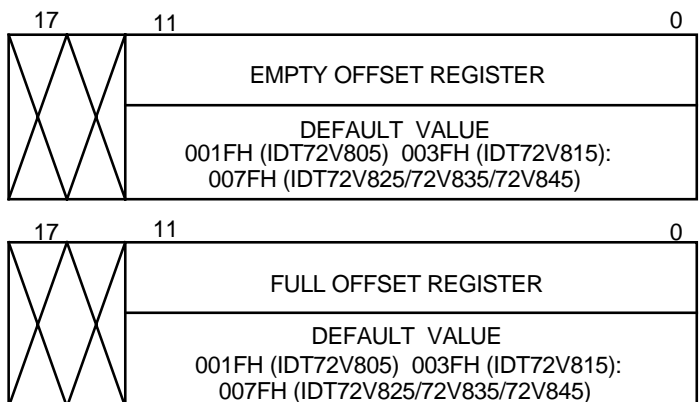 17 11 0
EMPTY OFFSET REGISTER
DEFAULT VALUE
001FH (IDT72V805) 003FH (IDT72V815):
007FH (IDT72V825/72V835/72V845)
17 11 0
FULL OFFSET REGISTER
DEFAULT VALUE
001FH (IDT72V805) 003FH (IDT72V815):
007FH (IDT72V825/72V835/72V845)